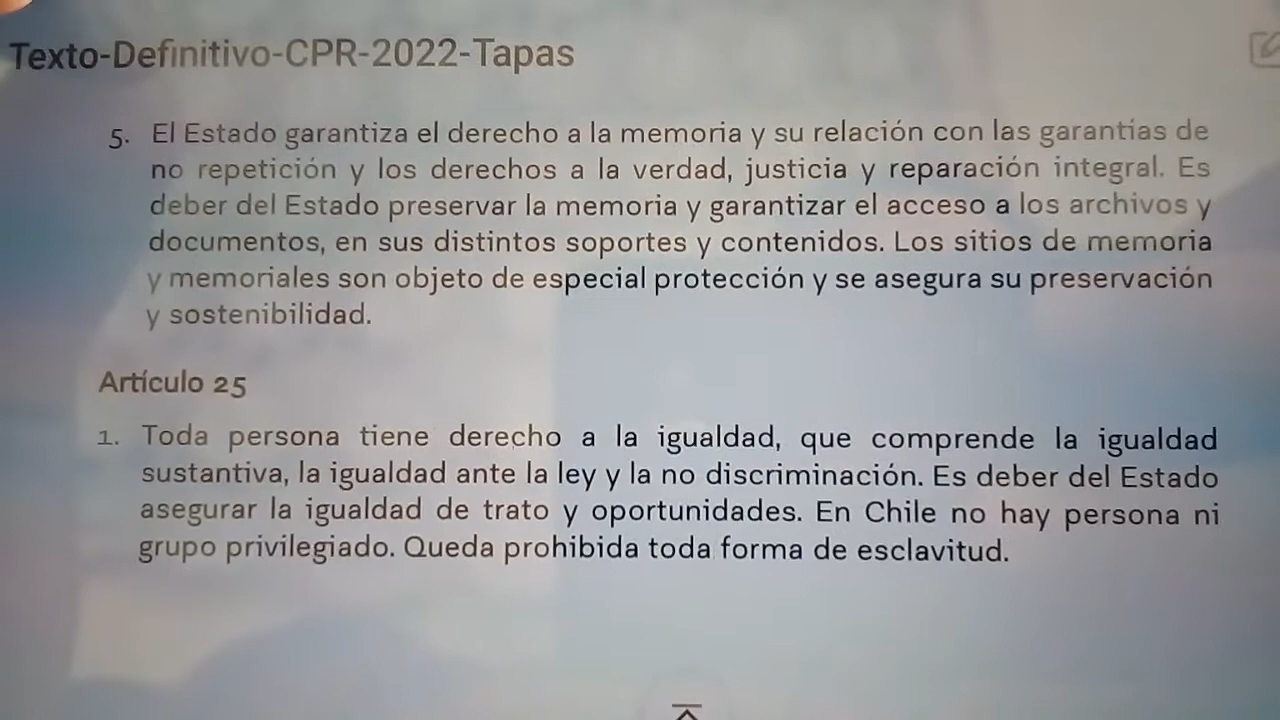 Texto-Definitivo-CPR-2022-Tapas
5. El Estado garantiza el derecho a la memoria y su relación con las garantías de
no repetición y los derechos a la verdad, justicia y reparación integral. Es
deber del Estado preservar la memoria y garantizar el acceso a los archivos y
documentos, en sus distintos soportes y contenidos. Los sitios de memoria
y memoriales son objeto de especial protección y se asegura su preservación
y sostenibilidad.
Artículo 25
1. Toda persona tiene derecho a la igualdad, que comprende la igualdad
sustantiva, la igualdad ante la ley y la no discriminación. Es deber del Estado
asegurar la igualdad de trato y oportunidades. En Chile no hay persona ni
grupo privilegiado. Queda prohibida toda forma de esclavitud.